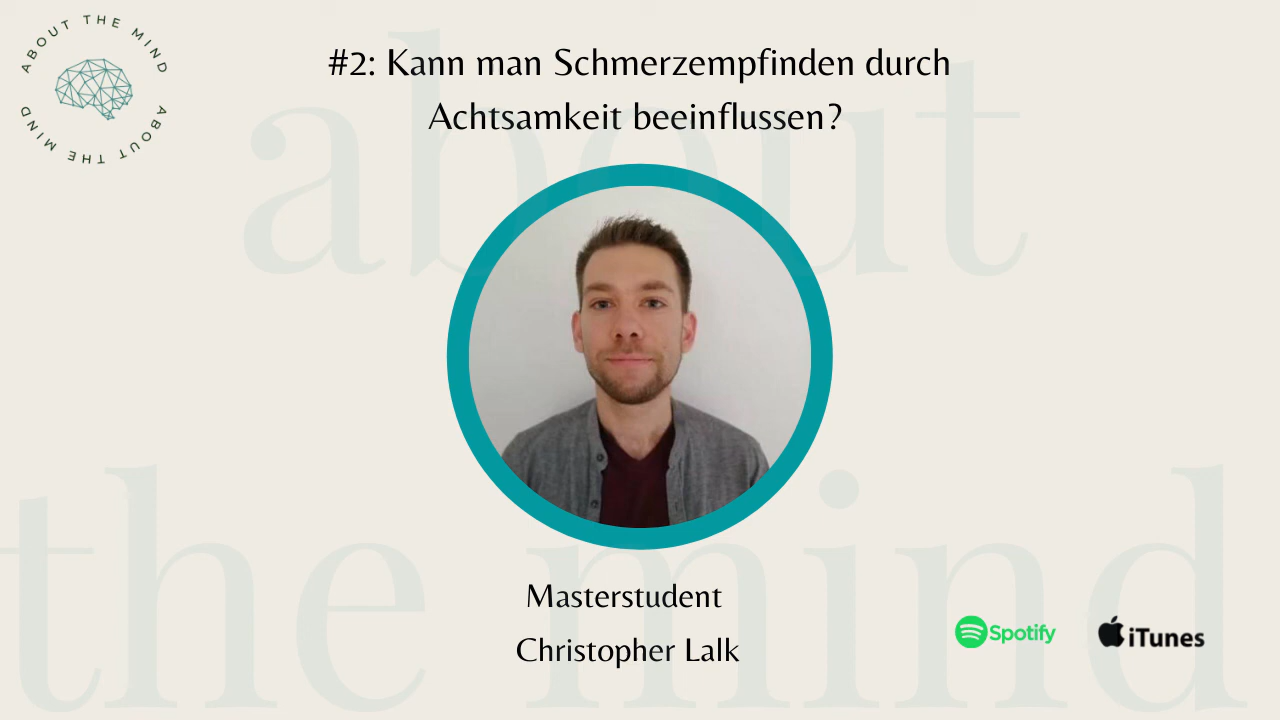 ABOUT THE MIND
ABOUT THE MIND
#2: Kann man Schmerzempfinden durch
Achtsamkeit beeinflussen?
about
the mind
Masterstudent
Christopher Lalk
Spotify
iTunes